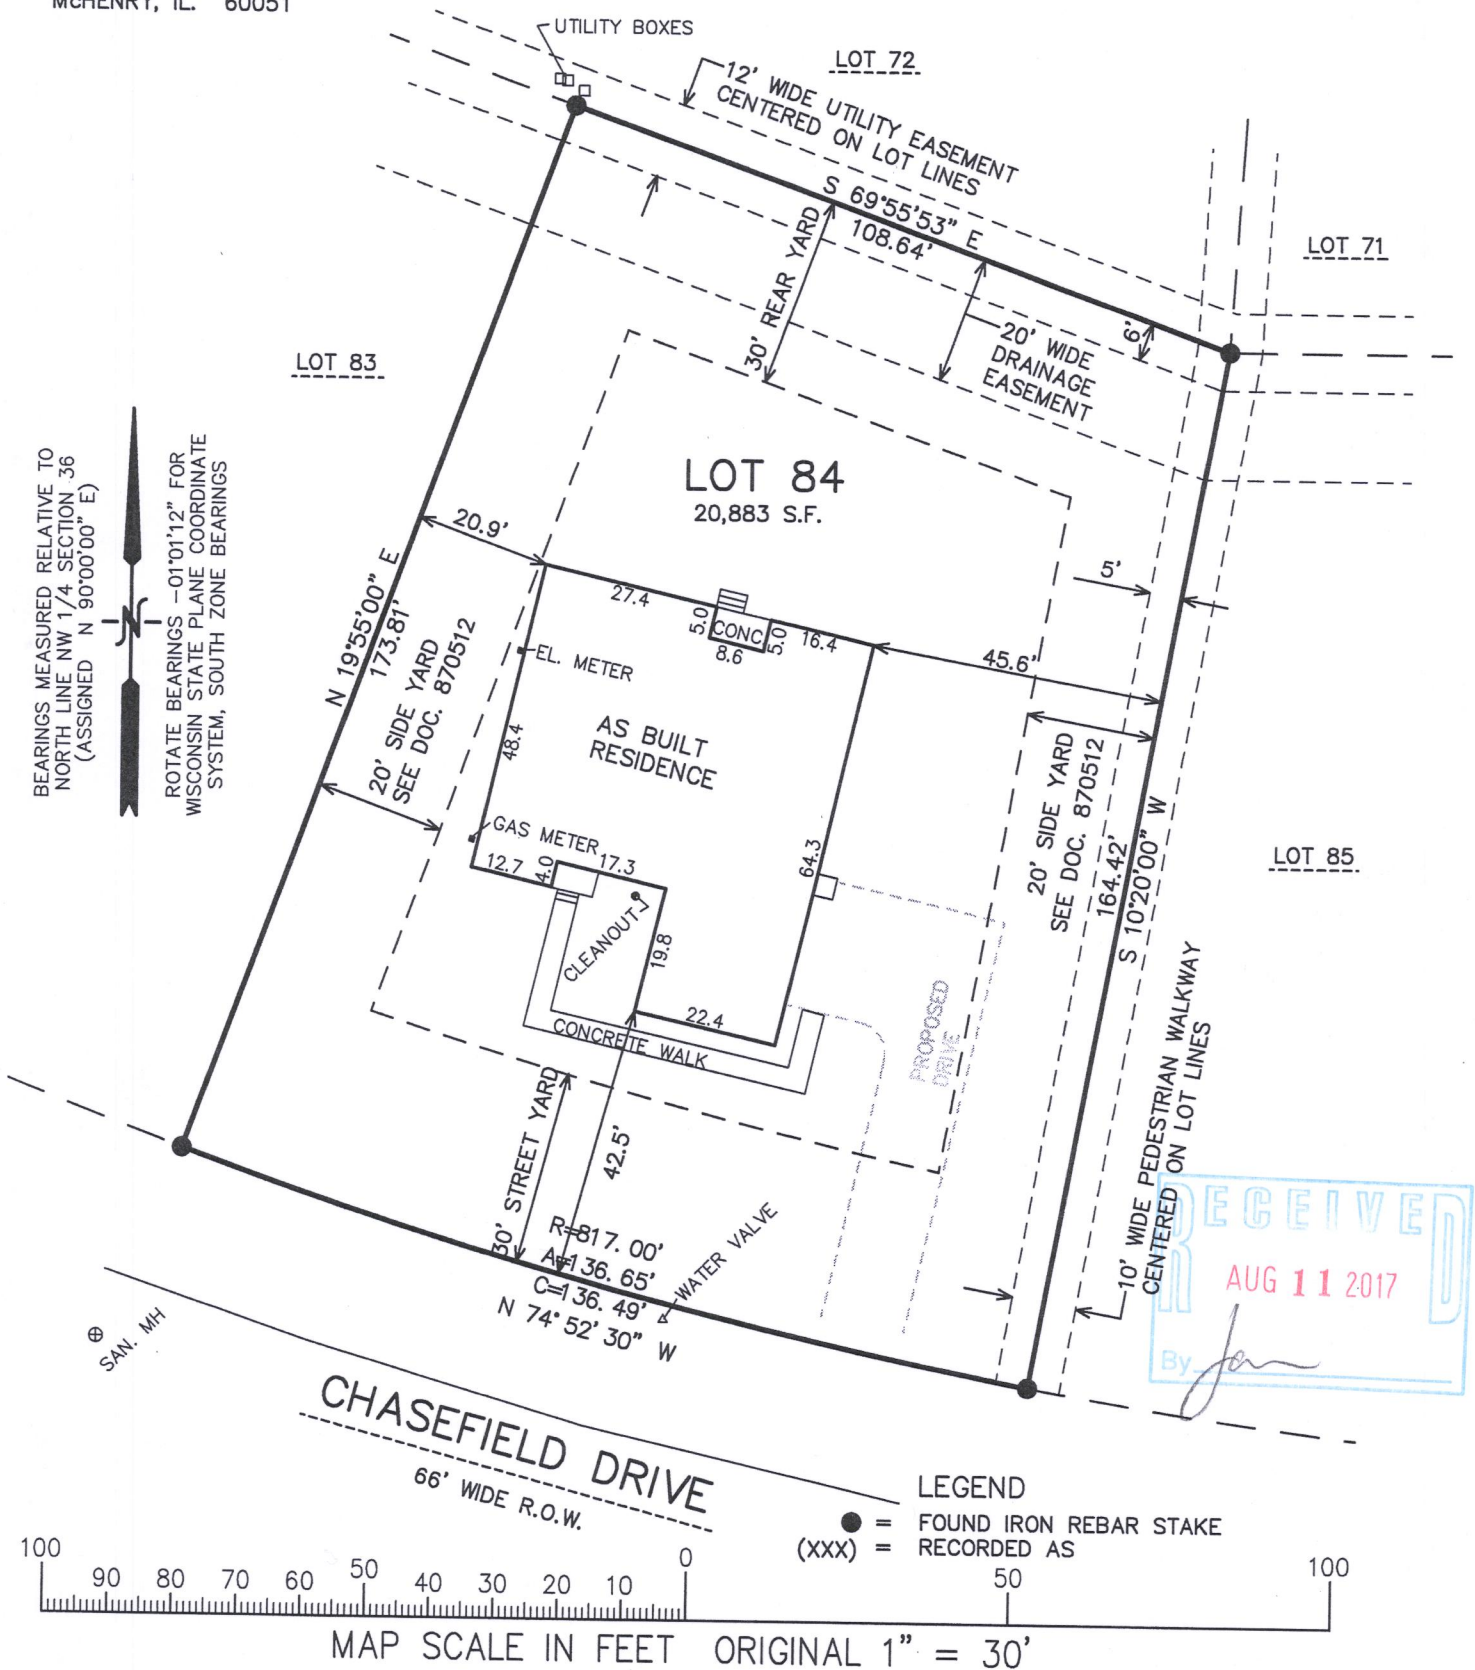 McHENRY, IL. 60051
UTILITY BOXES
LOT 72
12' WIDE UTILITY EASEMENT
CENTERED ON LOT LINES
S 69°55'53" E
108.64'
LOT 71
30' REAR YARD
6'
20' WIDE
DRAINAGE
EASEMENT
LOT 83
BEARINGS MEASURED RELATIVE TO
NORTH LINE NW 1/4 SECTION 36
(ASSIGNED N 90°00'00" E)
N
ROTATE BEARINGS -01°01'12" FOR
WISCONSIN STATE PLANE COORDINATE
SYSTEM, SOUTH ZONE BEARINGS
LOT 84
20,883 S.F.
20.9'
N 19°55'00" E
173.81'
20' SIDE YARD
SEE DOC. 870512
27.4
5.0
CONC.
5.0
8.6
16.4
5'
45.6'
EL. METER
48.4
AS BUILT
RESIDENCE
GAS METER
12.7
4.0
17.3
64.3
CLEANOUT
19.8
22.4
CONCRETE WALK
PROPOSED
DRIVE
20' SIDE YARD
SEE DOC. 870512
164.42'
S 10°20'00" W
LOT 85
10' WIDE PEDESTRIAN WALKWAY
CENTERED ON LOT LINES
30' STREET YARD
42.5'
R=817.00'
A=136.65'
C=136.49'
N 74°52'30" W
WATER VALVE
SAN. MH
RECEIVED
AUG 11 2017
By
CHASEFIELD DRIVE
66' WIDE R.O.W.
LEGEND
● = FOUND IRON REBAR STAKE
(XXX) = RECORDED AS
100 90 80 70 60 50 40 30 20 10 0 50 100
MAP SCALE IN FEET ORIGINAL 1" = 30'